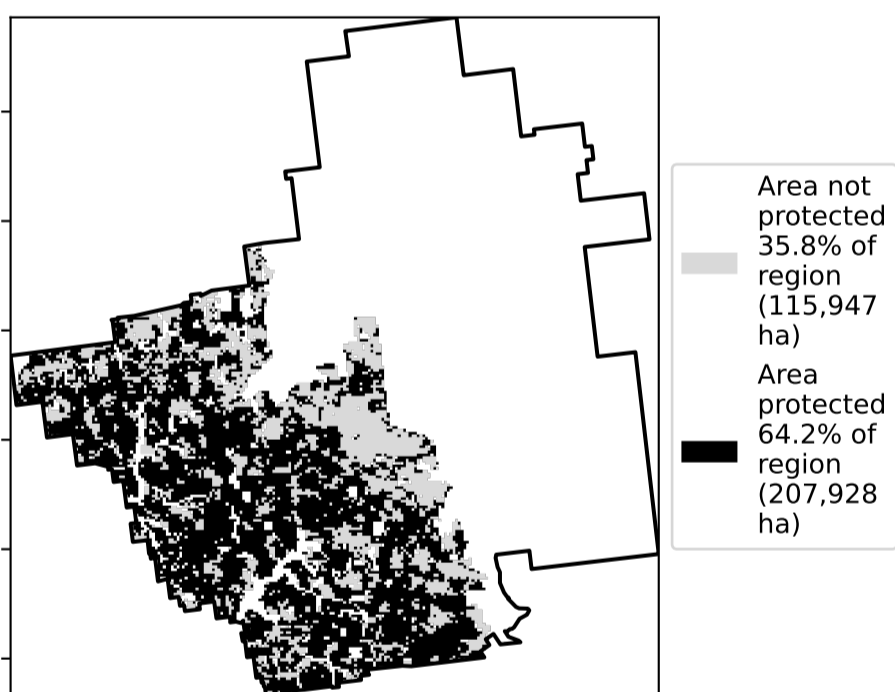 Area not
protected
35.8% of
region
(115,947
ha)
Area
protected
64.2% of
region
(207,928
ha)